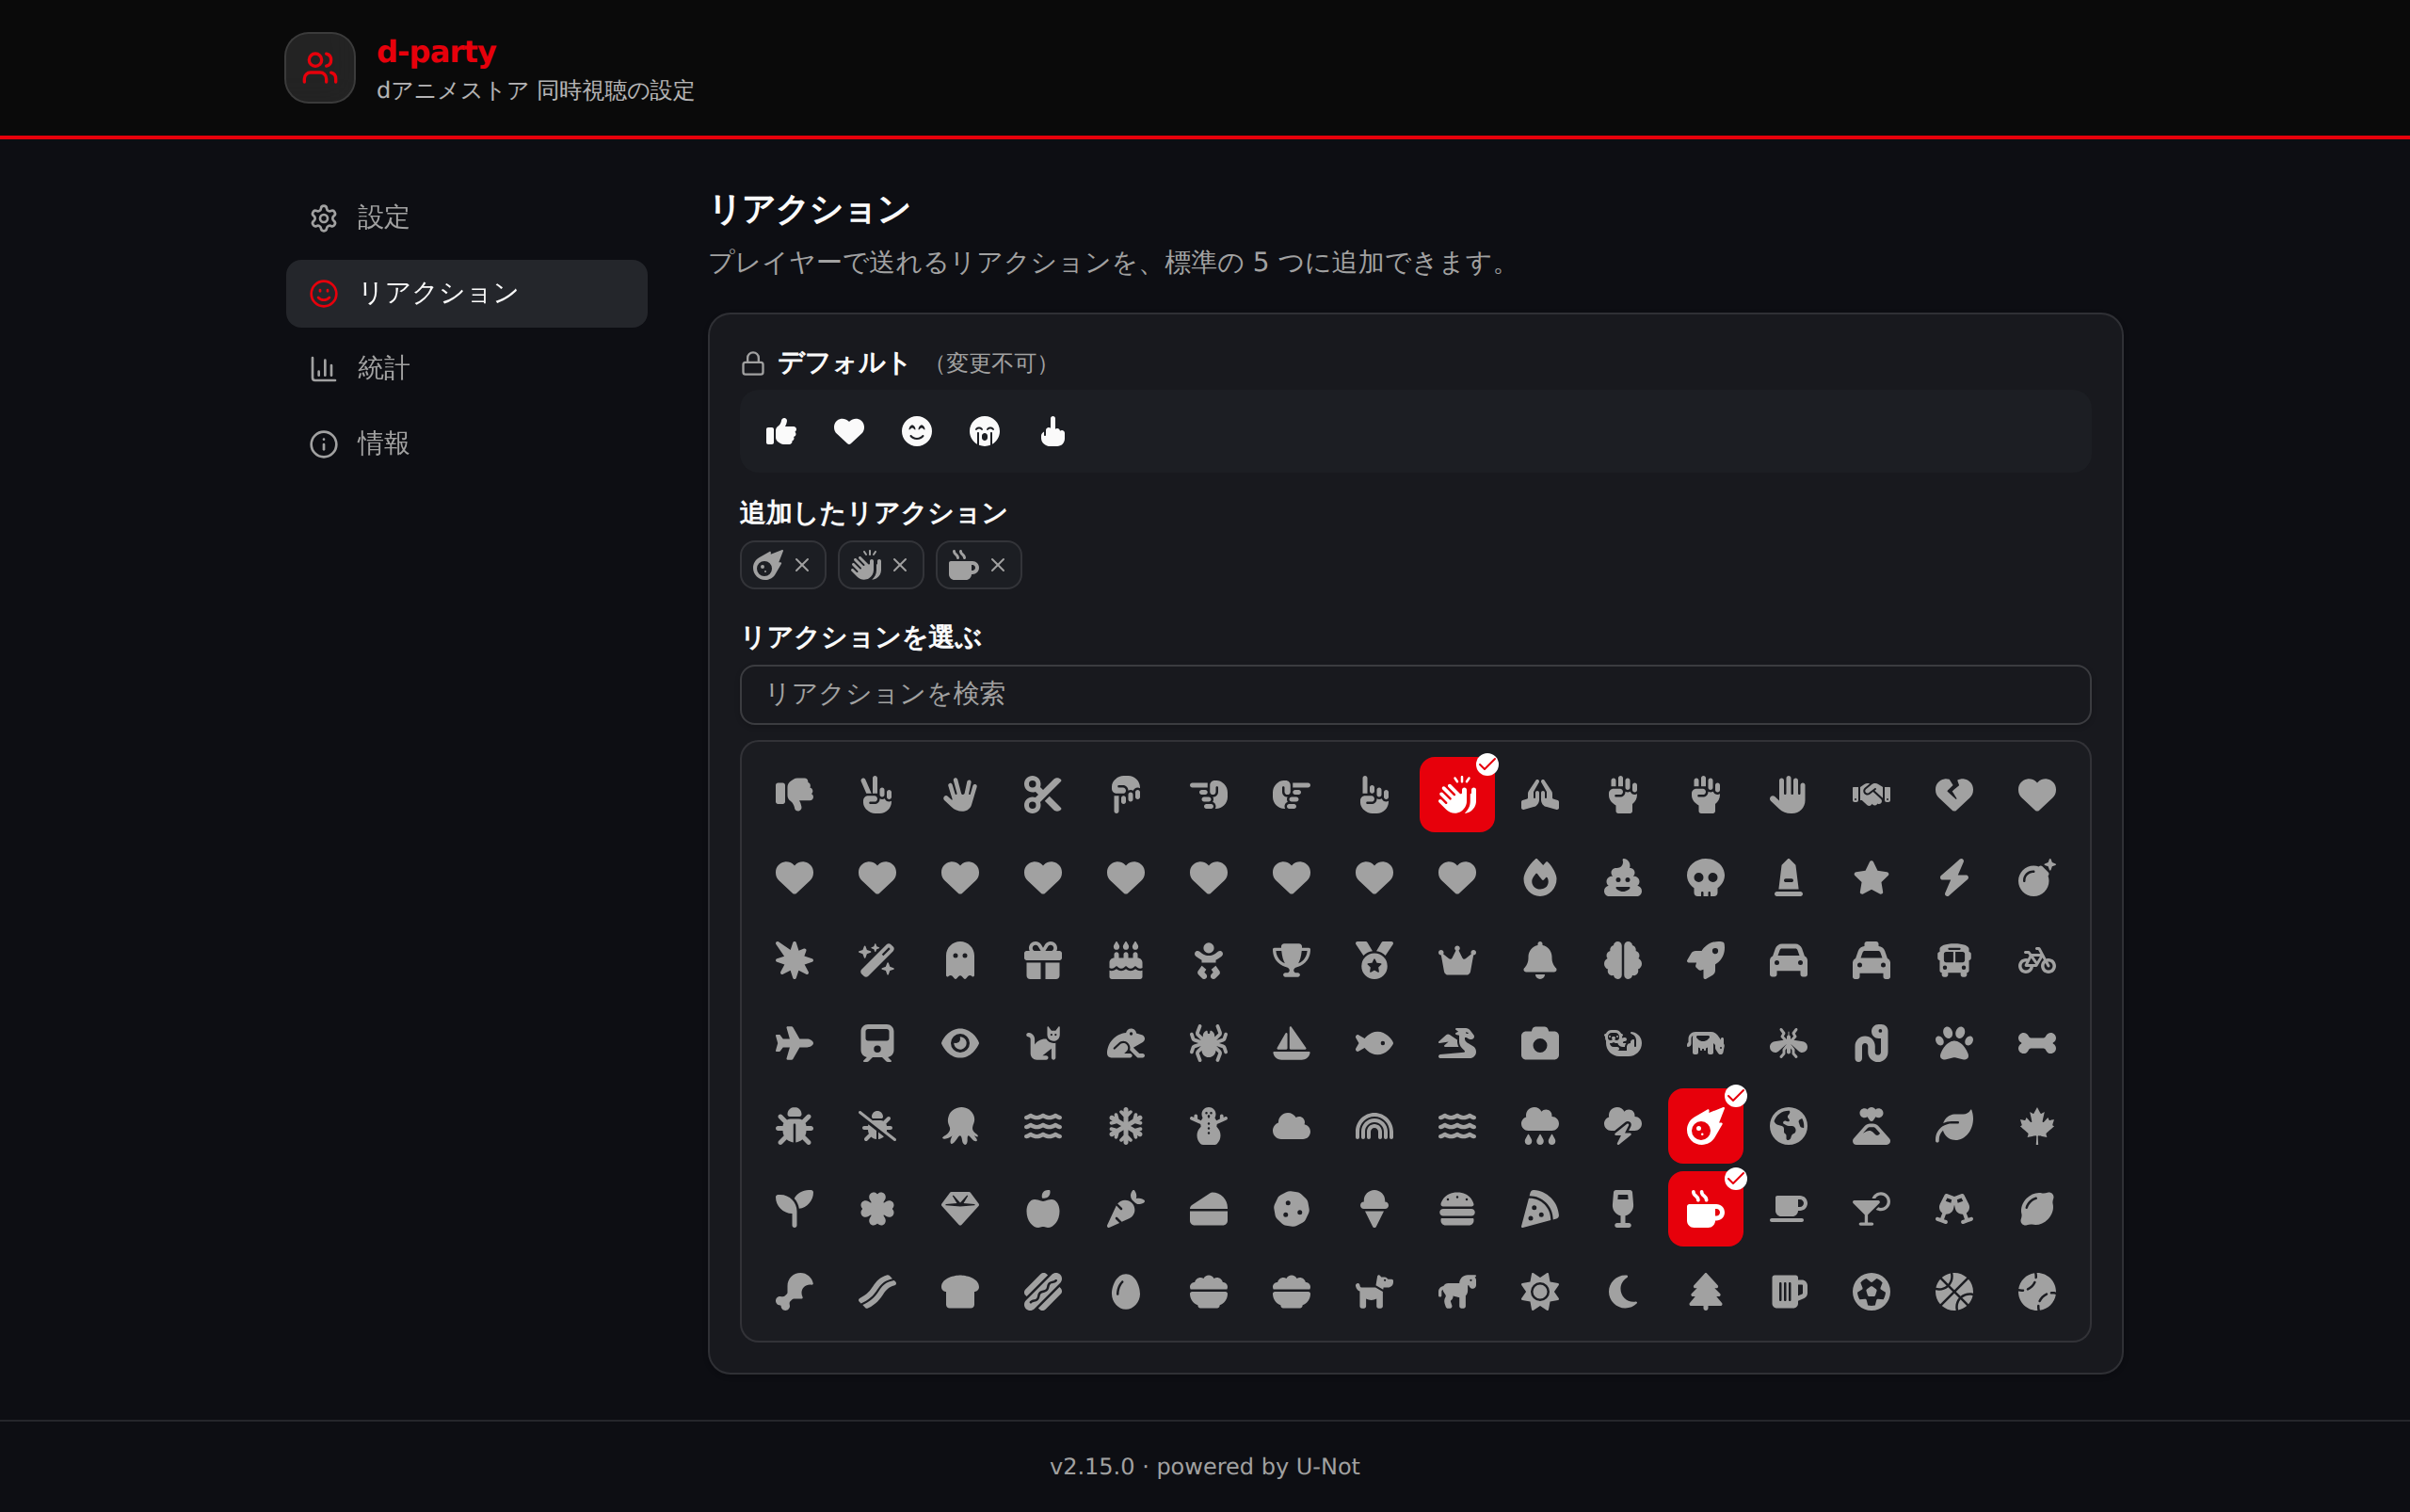 d-party
dアニメストア 同時視聴の設定
設定
リアクション
統計
情報
リアクション
プレイヤーで送れるリアクションを、標準の 5 つに追加できます。
デフォルト （変更不可）
追加したリアクション
リアクションを選ぶ
リアクションを検索
v2.15.0 · powered by U-Not